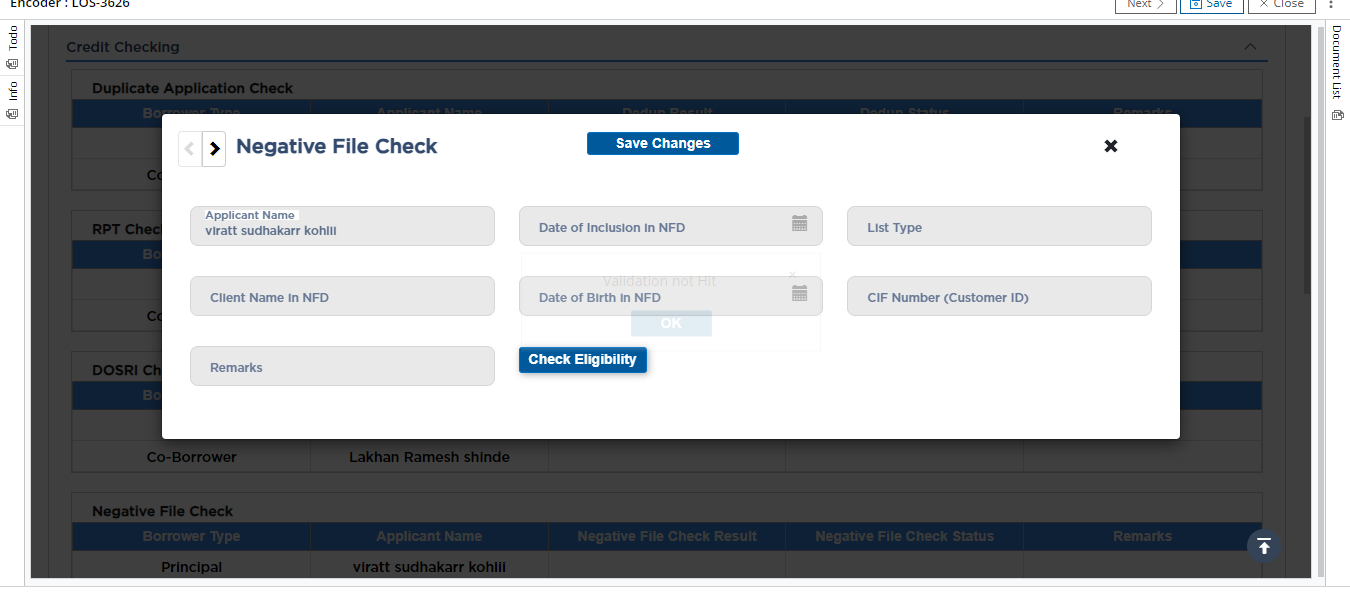 Encoder : LOS-3626
Next
Save
Close
Todo
Info
Document List
Credit Checking
Duplicate Application Check
Borrower Type Applicant Name Dedup Result Dedup Status Remarks
Co
Negative File Check
Save Changes
Applicant Name
viratt sudhakarr kohlii
Date of Inclusion in NFD
List Type
RPT Chec
Bo
Client Name in NFD
Validation not Hit
Date of Birth in NFD
CIF Number (Customer ID)
Co
OK
Remarks
Check Eligibility
DOSRI Ch
Bo
Co-Borrower Lakhan Ramesh shinde
Negative File Check
Borrower Type Applicant Name Negative File Check Result Negative File Check Status Remarks
Principal viratt sudhakarr kohlii